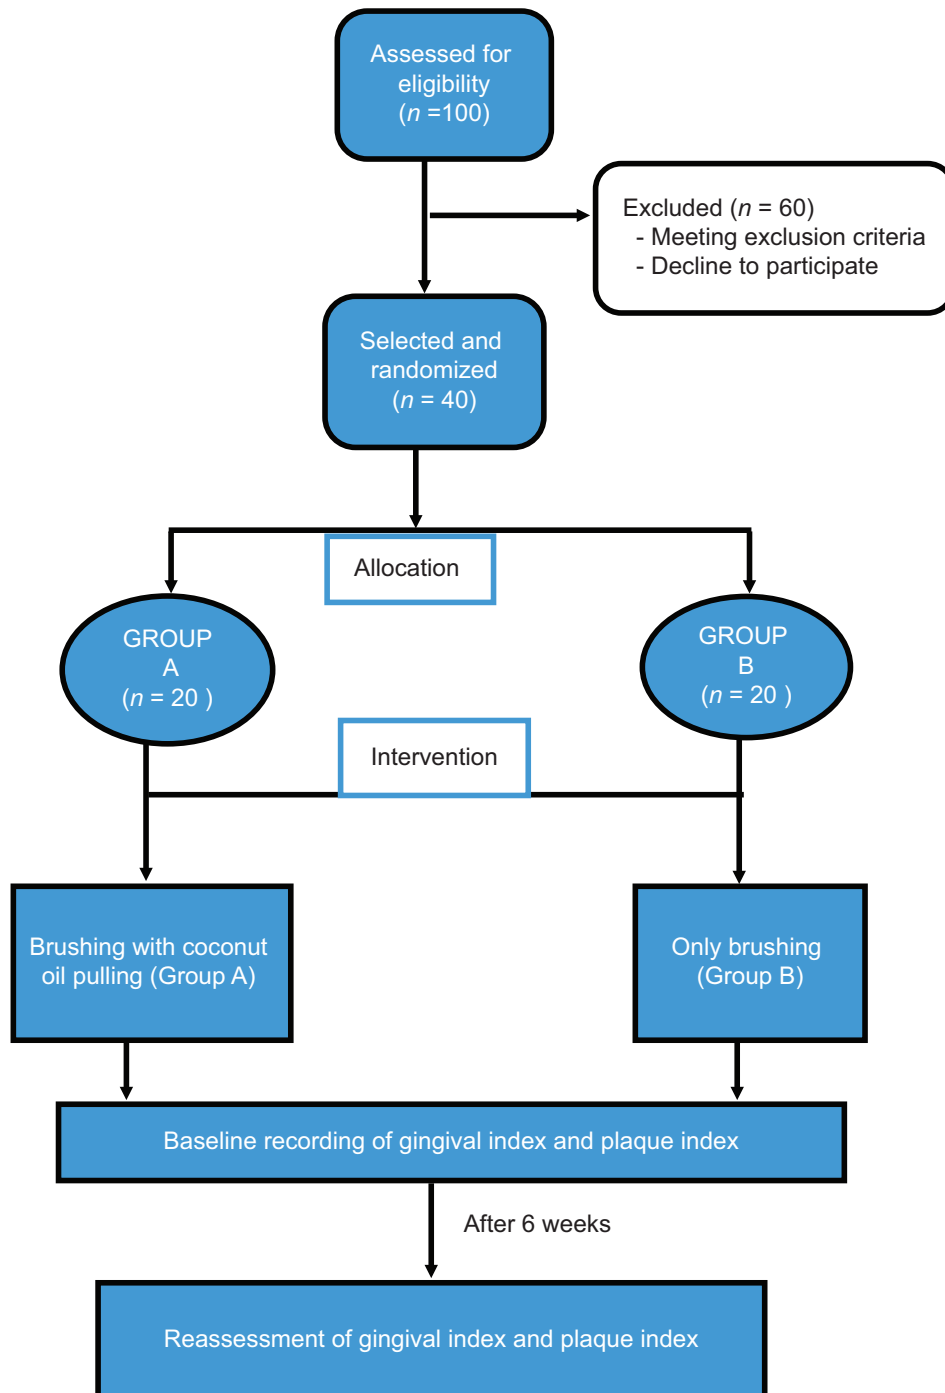 Assessed for
eligibility
(n =100)
Excluded (n = 60)
- Meeting exclusion criteria
- Decline to participate
Selected and
randomized
(n = 40)
Allocation
GROUP
A
(n = 20 )
GROUP
B
(n = 20 )
Intervention
Brushing with coconut
oil pulling (Group A)
Only brushing
(Group B)
Baseline recording of gingival index and plaque index
After 6 weeks
Reassessment of gingival index and plaque index